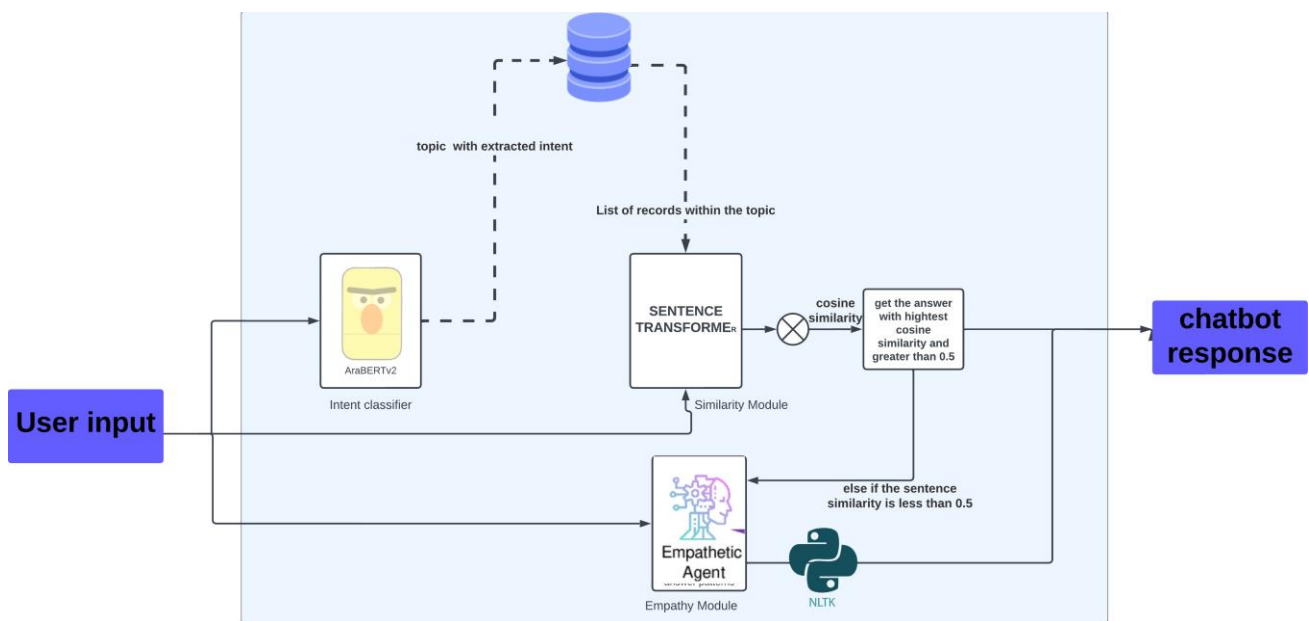 topic with extracted intent
List of records within the topic
SENTENCE
TRANSFORMER
cosine
similarity
get the answer
with hightest
cosine
similarity and
greater than 0.5
chatbot
response
AraBERTv2
Intent classifier
Similarity Module
User input
else if the sentence
similarity is less than 0.5
Empathetic
Agent
answer patterns
Empathy Module
NLTK